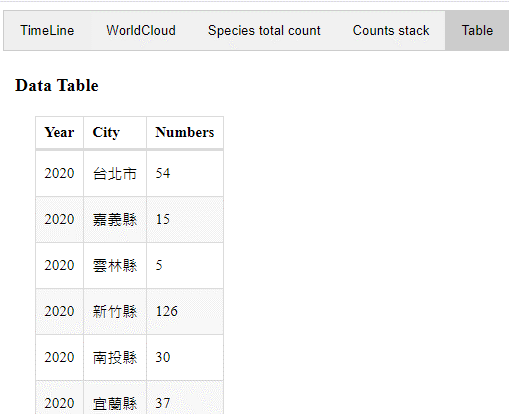 TimeLine WorldCloud Species total count Counts stack Table
Data Table
Year City Numbers
2020 台北市 54
2020 嘉義縣 15
2020 雲林縣 5
2020 新竹縣 126
2020 南投縣 30
2020 宜蘭縣 37